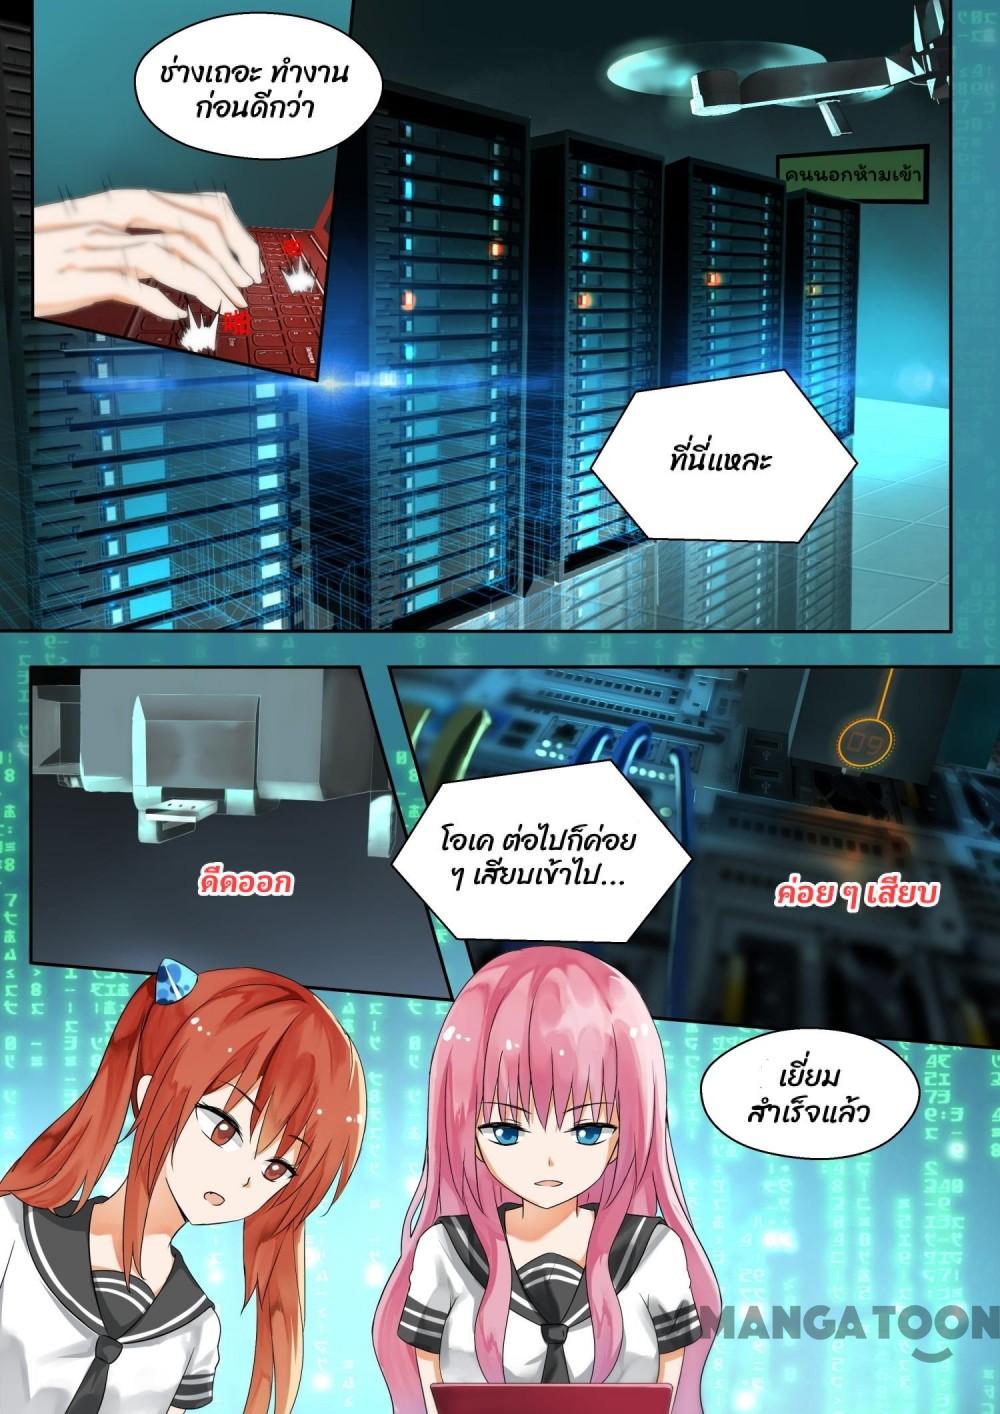 ช่างเถอะ ทำงาน
ก่อนดีกว่า
คนนอกห้ามเข้า
啪
啪
ที่นี่แหละ
ดีดออก
โอเค ต่อไปก็ค่อย
ๆ เสียบเข้าไป...
09
ค่อย ๆ เสียบ
เยี่ยม
สำเร็จแล้ว
MANGATOON